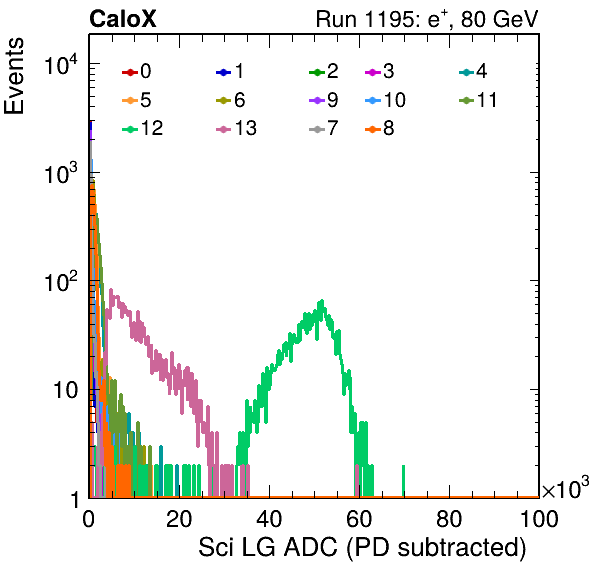 CaloX Run 1195: e⁺, 80 GeV
Events
10⁴
10³
10²
10
1
0 1 2 3 4
5 6 9 10 11
12 13 7 8
0 20 40 60 80 100
×10³
Sci LG ADC (PD subtracted)